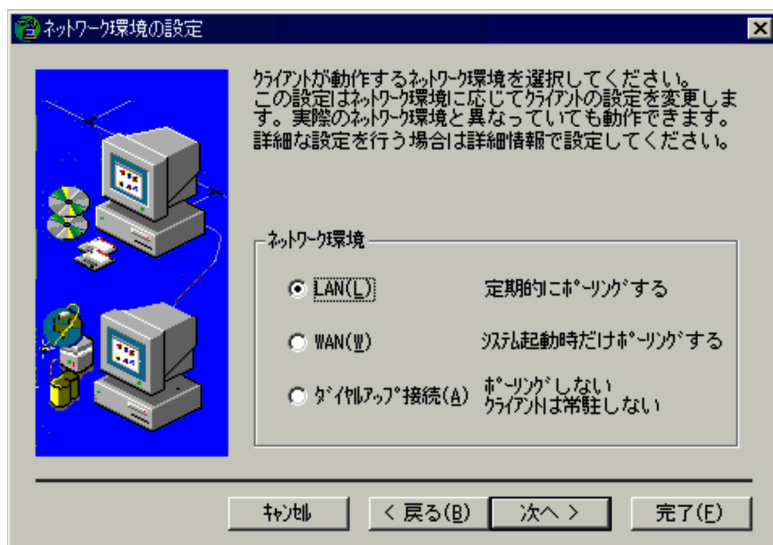 ネットワーク環境の設定
クライアントが動作するネットワーク環境を選択してください。
この設定はネットワーク環境に応じてクライアントの設定を変更しま
す。実際のネットワーク環境と異なっていても動作できます。
詳細な設定を行う場合は詳細情報で設定してください。
ネットワーク環境
LAN(L) 定期的にポーリングする
WAN(W) システム起動時だけポーリングする
ダイヤルアップ接続(A) ポーリングしない
クライアントは常駐しない
キャンセル < 戻る(B) 次へ > 完了(F)